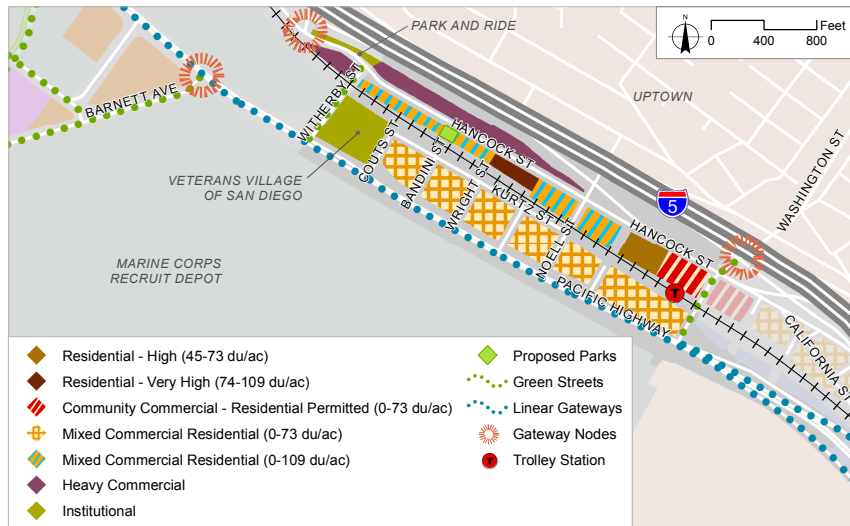 PARK AND RIDE
N
Feet
0 400 800
UPTOWN
BARNETT AVE
WITHERBY ST
HANCOCK ST
WASHINGTON ST
COUTS ST
BANDINI ST
VETERANS VILLAGE
OF SAN DIEGO
WRIGHT ST
KURTZ ST
5
NOELL ST
HANCOCK ST
MARINE CORPS
RECRUIT DEPOT
T
PACIFIC HIGHWAY
CALIFORNIA ST
Residential - High (45-73 du/ac)
Residential - Very High (74-109 du/ac)
Community Commercial - Residential Permitted (0-73 du/ac)
Mixed Commercial Residential (0-73 du/ac)
Mixed Commercial Residential (0-109 du/ac)
Heavy Commercial
Institutional
Proposed Parks
Green Streets
Linear Gateways
Gateway Nodes
T Trolley Station